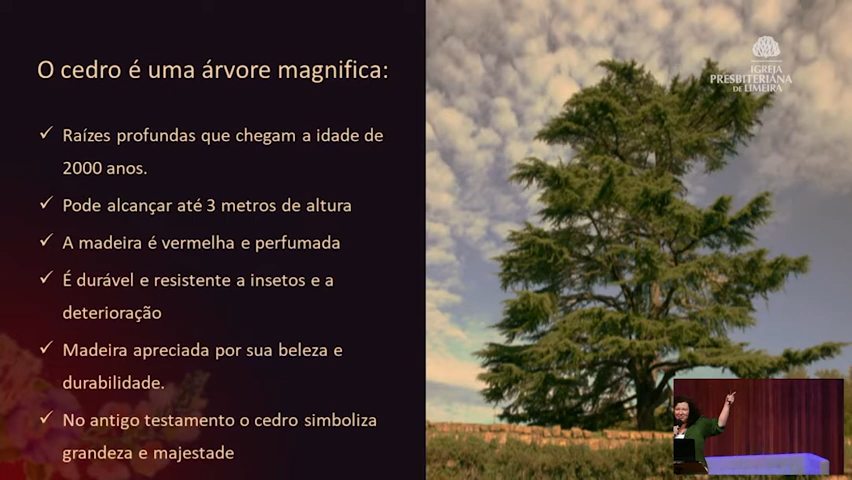 O cedro é uma árvore magnifica:
✓ Raízes profundas que chegam a idade de
2000 anos.
✓ Pode alcançar até 3 metros de altura
✓ A madeira é vermelha e perfumada
✓ É durável e resistente a insetos e a
deterioração
✓ Madeira apreciada por sua beleza e
durabilidade.
✓ No antigo testamento o cedro simboliza
grandeza e majestade
IGREJA
PRESBITERIANA
DE LIMEIRA